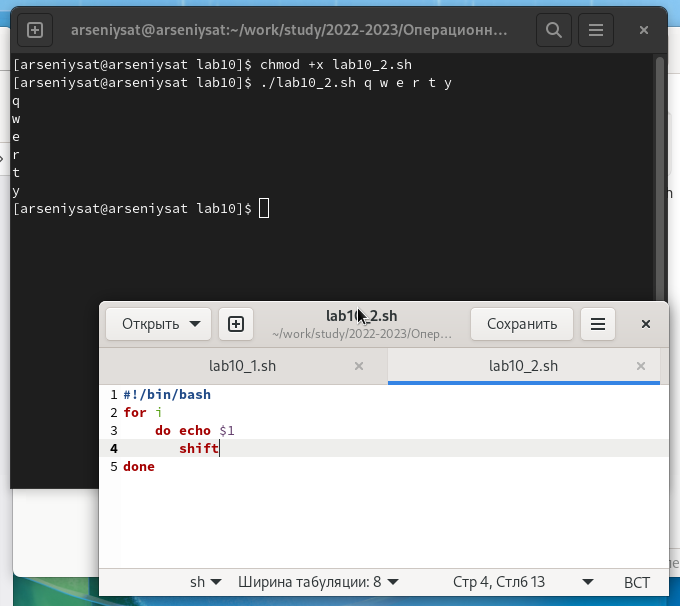 arseniysat@arseniysat:~/work/study/2022-2023/Операционн...
[arseniysat@arseniysat lab10]$ chmod +x lab10_2.sh
[arseniysat@arseniysat lab10]$ ./lab10_2.sh q w e r t y
q
w
e
r
t
y
[arseniysat@arseniysat lab10]$
Открыть
lab10_2.sh
~/work/study/2022-2023/Опер...
Сохранить
lab10_1.sh
lab10_2.sh
1 #!/bin/bash
2 for i
3     do echo $1
4        shift
5 done
sh
Ширина табуляции: 8
Стр 4, Стлб 13
ВСТ